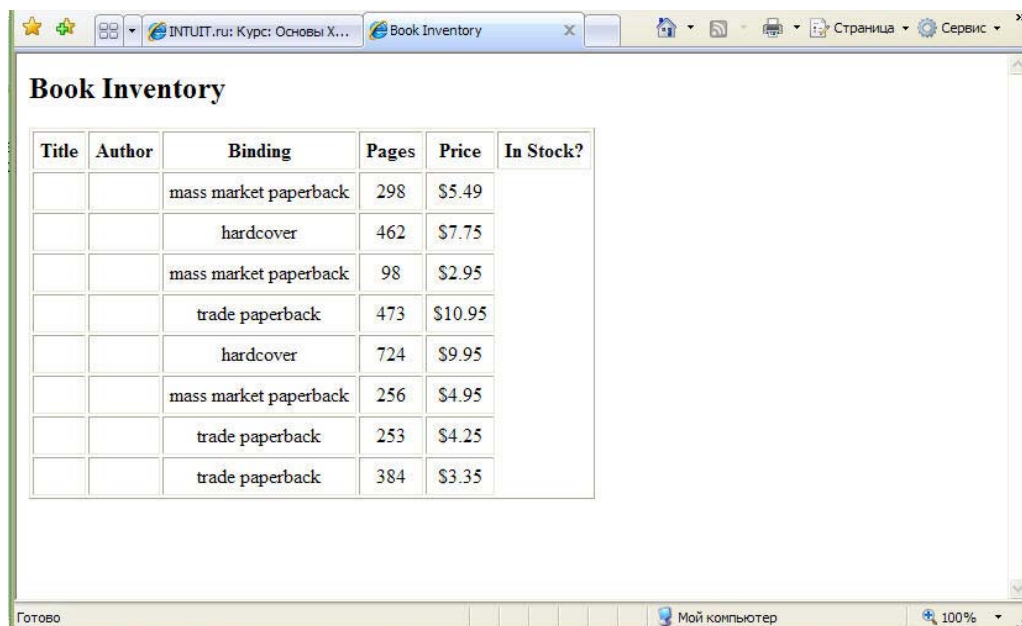 INTUIT.ru: Курс: Основы X... Book Inventory Страница Сервис »
Book Inventory
Title Author Binding Pages Price In Stock?
mass market paperback 298 $5.49
hardcover 462 $7.75
mass market paperback 98 $2.95
trade paperback 473 $10.95
hardcover 724 $9.95
mass market paperback 256 $4.95
trade paperback 253 $4.25
trade paperback 384 $3.35
Готово Мой компьютер 100%